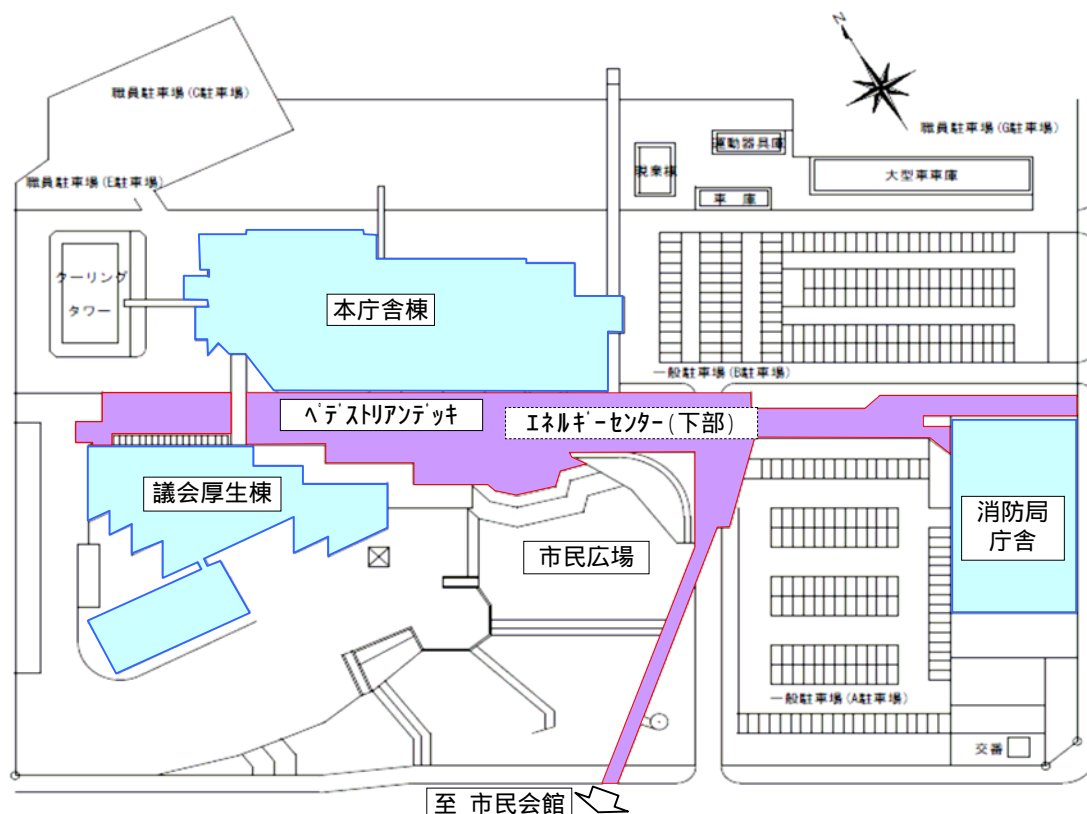 N
職員駐車場(C駐車場)
職員駐車場(G駐車場)
運動器具庫
現業棟
大型車車庫
職員駐車場(E駐車場)
車 庫
クーリング
タワー
本庁舎棟
一般駐車場(B駐車場)
ペデストリアンデッキ
エネルギーセンター(下部)
議会厚生棟
消防局
庁舎
市民広場
一般駐車場(A駐車場)
交番
至 市民会館